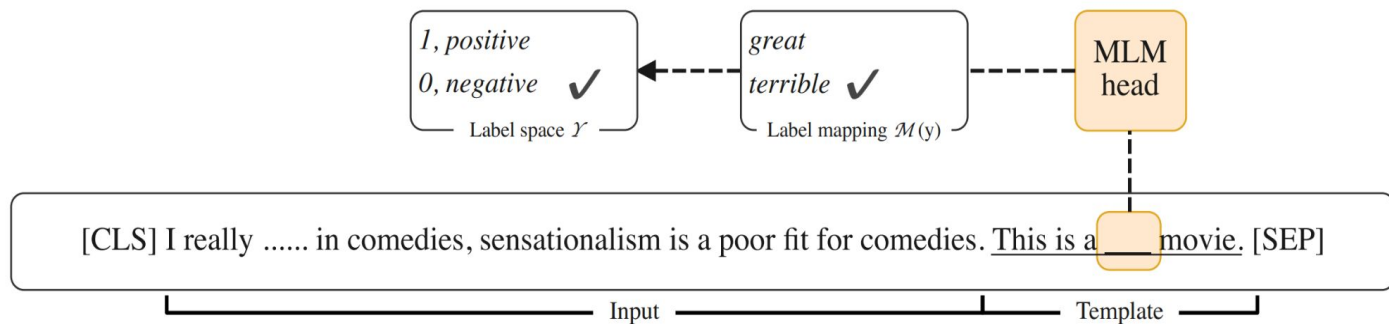 1, positive
0, negative ✓
Label space 𝒴
great
terrible ✓
Label mapping ℳ(y)
MLM
head
[CLS] I really ...... in comedies, sensationalism is a poor fit for comedies. This is a ____ movie. [SEP]
Input
Template